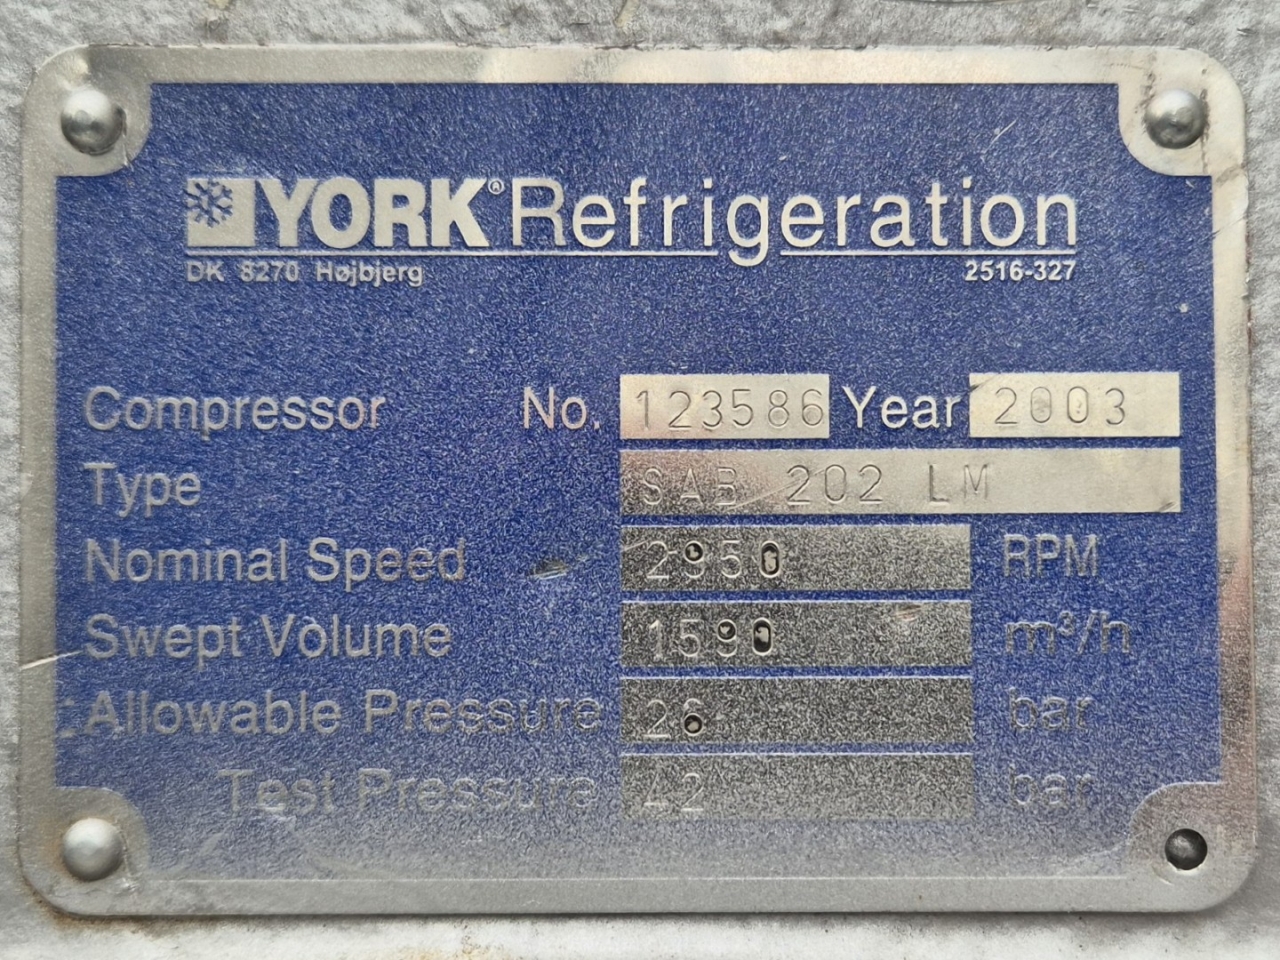 YORK® Refrigeration
DK 8270 Højbjerg 2516-327
Compressor No. 123586 Year 2003
Type SAB 202 LM
Nominal Speed 2950 RPM
Swept Volume 1590 m³/h
Allowable Pressure 26 bar
Test Pressure 42 bar